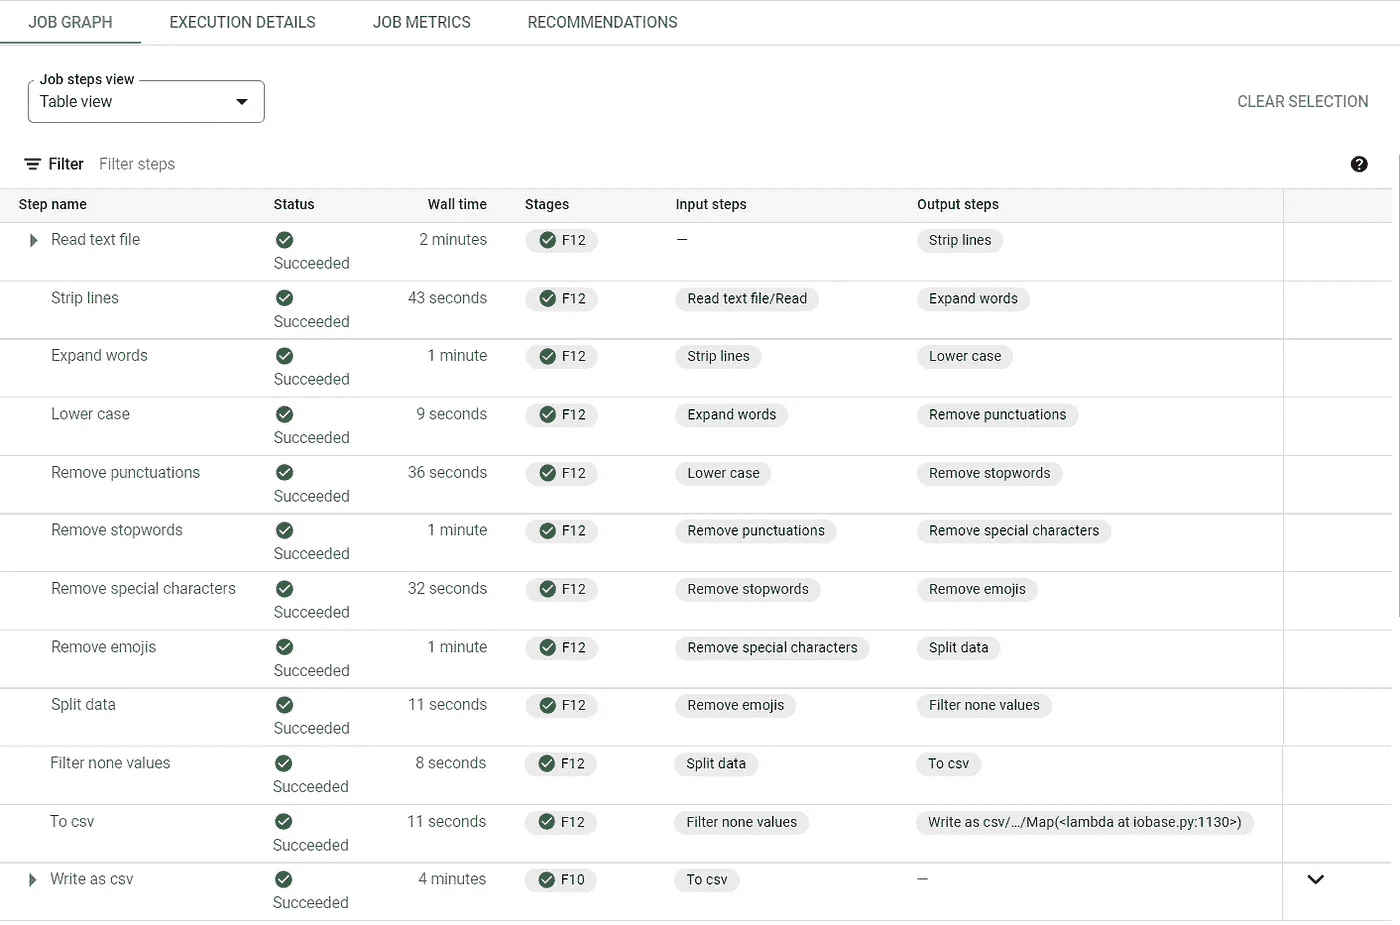 JOB GRAPH EXECUTION DETAILS JOB METRICS RECOMMENDATIONS
Job steps view
Table view
CLEAR SELECTION
Filter Filter steps
Step name Status Wall time Stages Input steps Output steps
Read text file Succeeded 2 minutes F12 — Strip lines
Strip lines Succeeded 43 seconds F12 Read text file/Read Expand words
Expand words Succeeded 1 minute F12 Strip lines Lower case
Lower case Succeeded 9 seconds F12 Expand words Remove punctuations
Remove punctuations Succeeded 36 seconds F12 Lower case Remove stopwords
Remove stopwords Succeeded 1 minute F12 Remove punctuations Remove special characters
Remove special characters Succeeded 32 seconds F12 Remove stopwords Remove emojis
Remove emojis Succeeded 1 minute F12 Remove special characters Split data
Split data Succeeded 11 seconds F12 Remove emojis Filter none values
Filter none values Succeeded 8 seconds F12 Split data To csv
To csv Succeeded 11 seconds F12 Filter none values Write as csv/.../Map(<lambda at iobase.py:1130>)
Write as csv Succeeded 4 minutes F10 To csv —